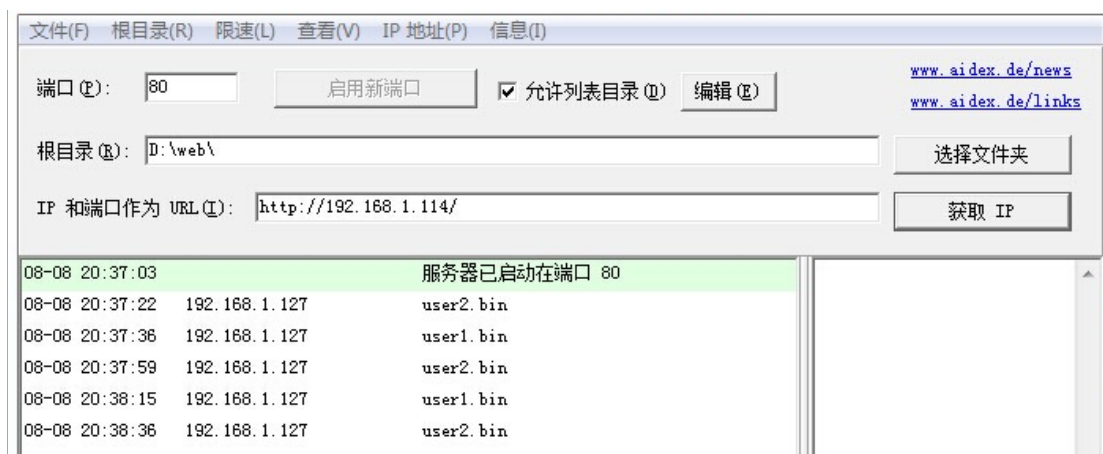 文件(F) 根目录(R) 限速(L) 查看(V) IP 地址(P) 信息(I)
端口(P): 80 启用新端口 允许列表目录(D) 编辑(E) www.aidex.de/news
www.aidex.de/links
根目录(R): D:\web\ 选择文件夹
IP 和端口作为 URL(I): http://192.168.1.114/ 获取 IP
08-08 20:37:03 服务器已启动在端口 80
08-08 20:37:22 192.168.1.127 user2.bin
08-08 20:37:36 192.168.1.127 user1.bin
08-08 20:37:59 192.168.1.127 user2.bin
08-08 20:38:15 192.168.1.127 user1.bin
08-08 20:38:36 192.168.1.127 user2.bin